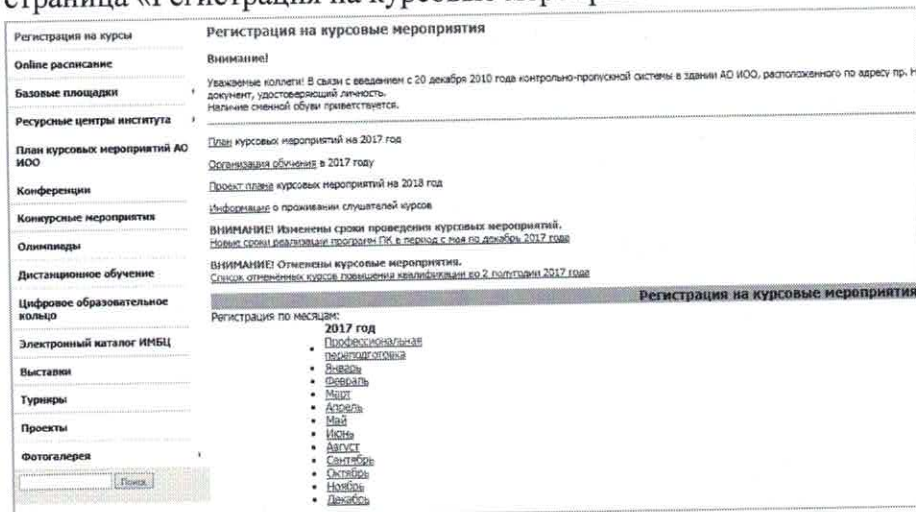 страница «Регистрация на курсовые мероприятия
Регистрация на курсы
Online расписание
Базовые площадки
Ресурсные центры института
План курсовых мероприятий АО
ИОО
Конференции
Конкурсные мероприятия
Олимпиады
Дистанционное обучение
Цифровое образовательное
кольцо
Электронный каталог ИМБЦ
Выставки
Турниры
Проекты
Фотогалерея
Поиск
Регистрация на курсовые мероприятия
Внимание!
Уважаемые коллеги! В связи с введением с 20 декабря 2010 года контрольно-пропускной системы в здании АО ИОО, расположенного по адресу пр. Н
документ, удостоверяющий личность.
Наличие сменной обуви приветствуется.
План курсовых мероприятий на 2017 год
Организация обучения в 2017 году
Проект плана курсовых мероприятий на 2018 год
Информация о проживании слушателей курсов
ВНИМАНИЕ! Изменены сроки проведения курсовых мероприятий.
Новые сроки реализации программ ПК в период с мая по декабрь 2017 года
ВНИМАНИЕ! Отменены курсовые мероприятия.
Список отменённых курсов повышения квалификации во 2 полугодии 2017 года
Регистрация на курсовые мероприятия
Регистрация по месяцам:
2017 год
Профессиональная
переподготовка
Январь
Февраль
Март
Апрель
Май
Июнь
Август
Сентябрь
Октябрь
Ноябрь
Декабрь